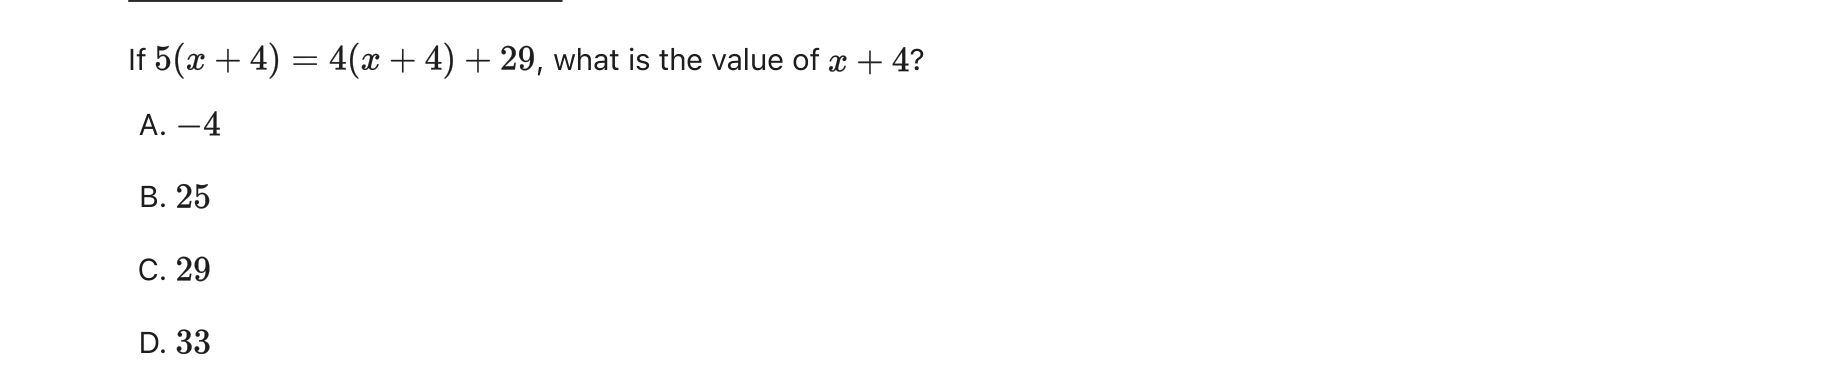 If 5(x + 4) = 4(x + 4) + 29, what is the value of x + 4?
A. −4
B. 25
C. 29
D. 33